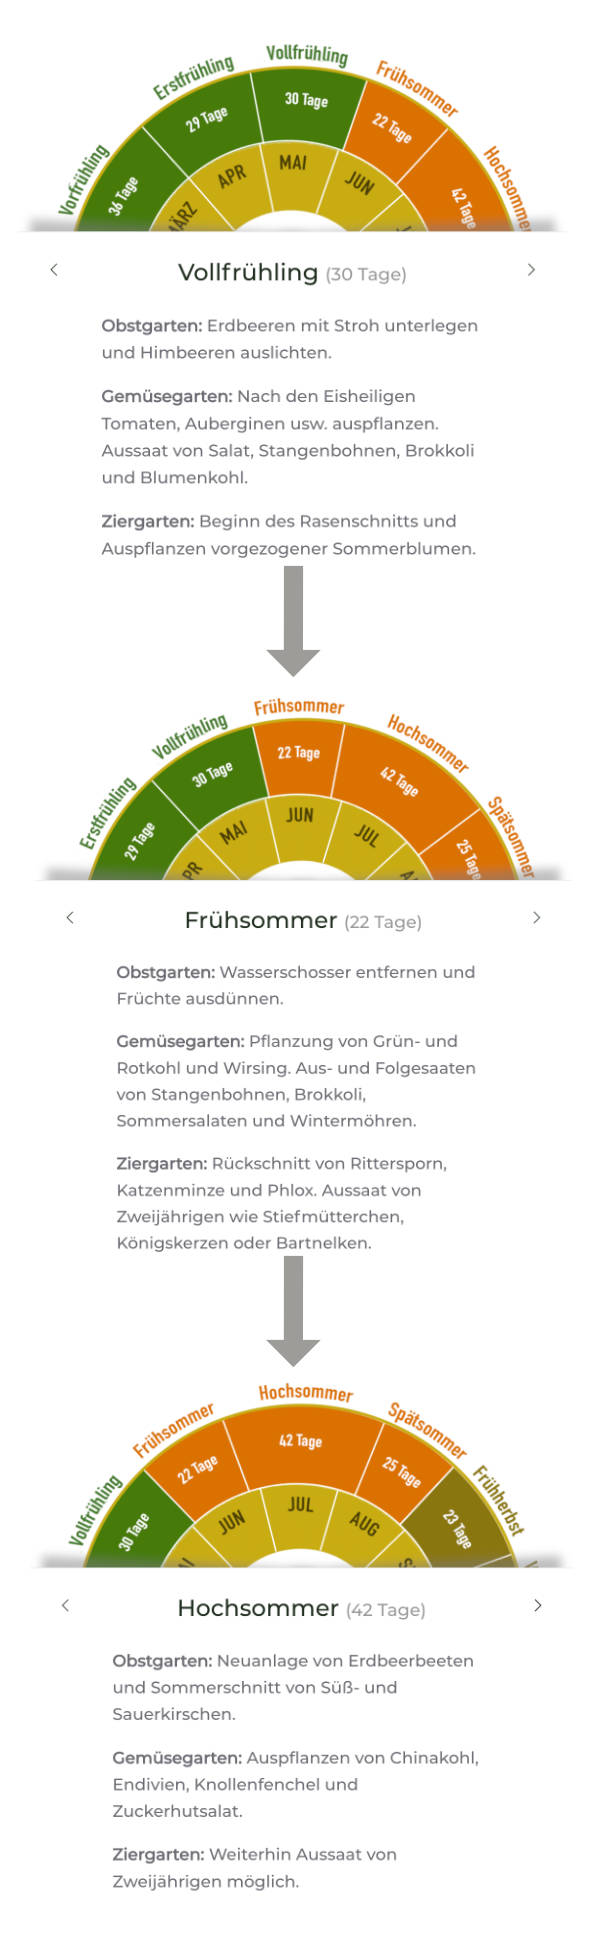 Vorfrühling
Erstfrühling
Vollfrühling
Frühsommer
Hochsommer
36 Tage
29 Tage
30 Tage
22 Tage
42 Tage
APR
MAI
JUN
Vollfrühling (30 Tage)
Obstgarten: Erdbeeren mit Stroh unterlegen
und Himbeeren auslichten.
Gemüsegarten: Nach den Eisheiligen
Tomaten, Auberginen usw. auspflanzen.
Aussaat von Salat, Stangenbohnen, Brokkoli
und Blumenkohl.
Ziergarten: Beginn des Rasenschnitts und
Auspflanzen vorgezogener Sommerblumen.
Erstfrühling
Vollfrühling
Frühsommer
Hochsommer
Spätsommer
29 Tage
30 Tage
22 Tage
42 Tage
25 Tage
MAI
JUN
JUL
Frühsommer (22 Tage)
Obstgarten: Wasserschosser entfernen und
Früchte ausdünnen.
Gemüsegarten: Pflanzung von Grün- und
Rotkohl und Wirsing. Aus- und Folgesaaten
von Stangenbohnen, Brokkoli,
Sommersalaten und Wintermöhren.
Ziergarten: Rückschnitt von Rittersporn,
Katzenminze und Phlox. Aussaat von
Zweijährigen wie Stiefmütterchen,
Königskerzen oder Bartnelken.
Vollfrühling
Frühsommer
Hochsommer
Spätsommer
Frühherbst
30 Tage
22 Tage
42 Tage
25 Tage
23 Tage
JUN
JUL
AUG
Hochsommer (42 Tage)
Obstgarten: Neuanlage von Erdbeerbeeten
und Sommerschnitt von Süß- und
Sauerkirschen.
Gemüsegarten: Auspflanzen von Chinakohl,
Endivien, Knollenfenchel und
Zuckerhutsalat.
Ziergarten: Weiterhin Aussaat von
Zweijährigen möglich.